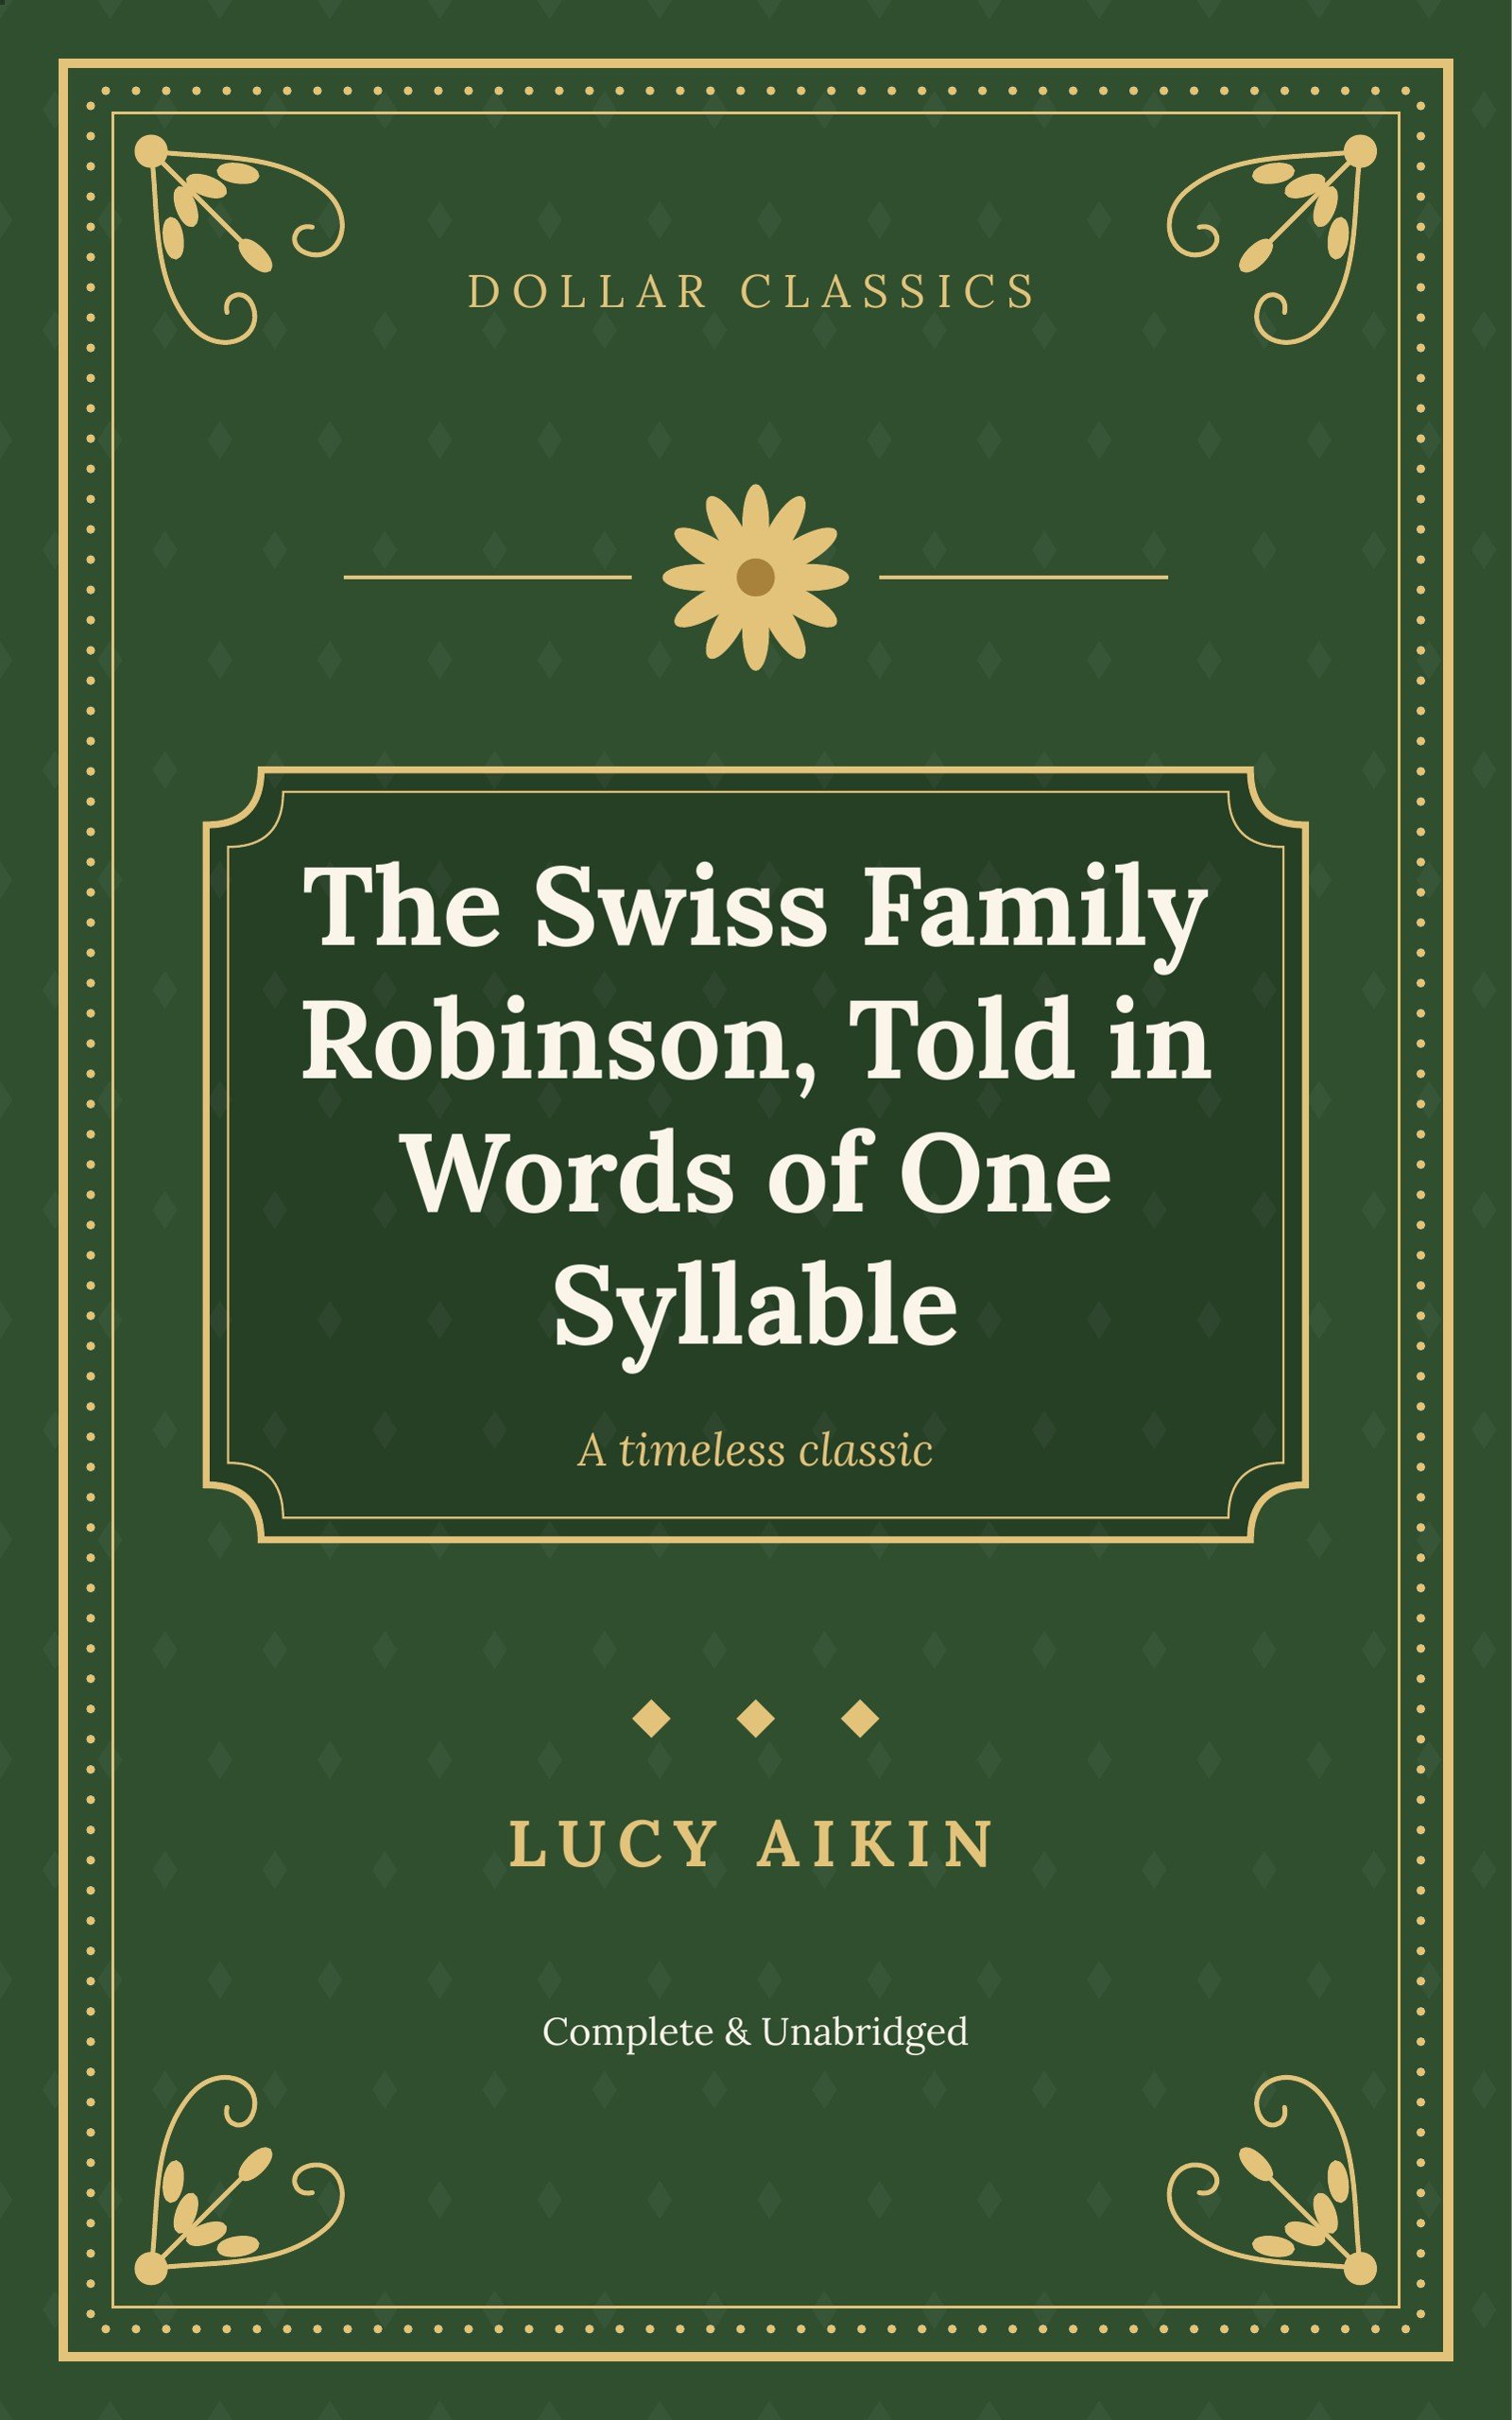 DOLLAR CLASSICS
The Swiss Family
Robinson, Told in
Words of One
Syllable
A timeless classic
LUCY AIKIN
Complete & Unabridged